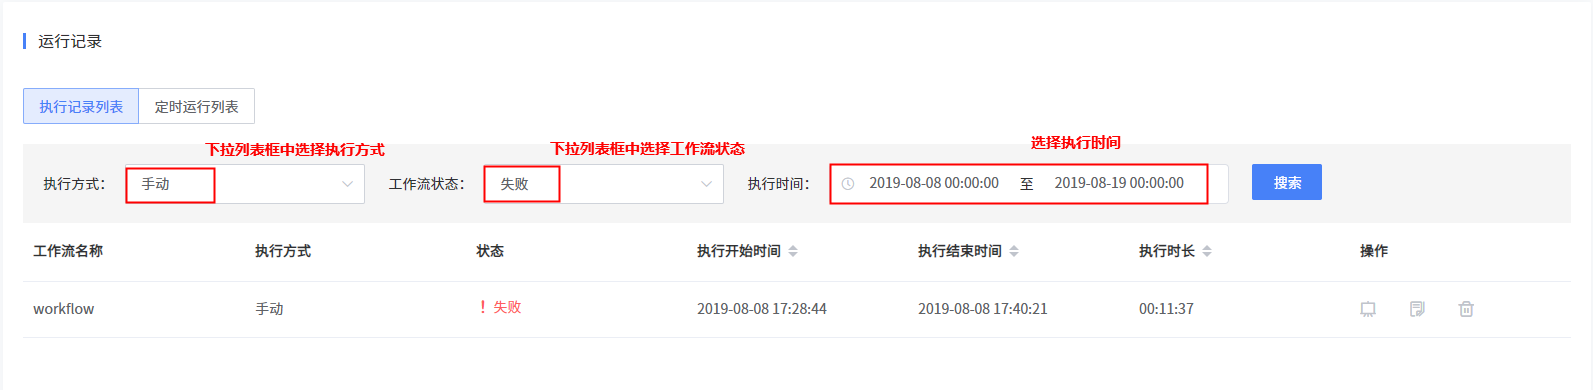 运行记录
执行记录列表 定时运行列表
下拉列表框中选择执行方式 下拉列表框中选择工作流状态 选择执行时间
执行方式: 手动 工作流状态: 失败 执行时间: 2019-08-08 00:00:00 至 2019-08-19 00:00:00 搜索
工作流名称 执行方式 状态 执行开始时间 执行结束时间 执行时长 操作
workflow 手动 ! 失败 2019-08-08 17:28:44 2019-08-08 17:40:21 00:11:37